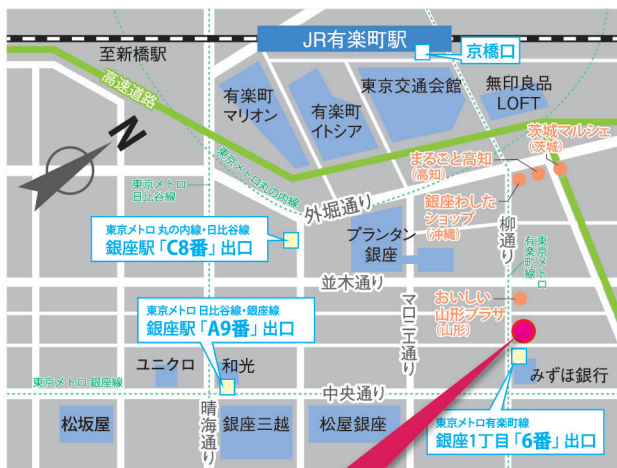 JR有楽町駅
京橋口
至新橋駅
高速道路
有楽町
マリオン
有楽町
イトシア
東京交通会館
無印良品
LOFT
茨城マルシェ
(茨城)
まるごと高知
(高知)
銀座わした
ショップ
(沖縄)
N
東京メトロ
日比谷線
東京メトロ丸の内線
外堀通り
柳通り
東京メトロ
有楽町線
東京メトロ 丸の内線・日比谷線
銀座駅「C8番」出口
プランタン
銀座
並木通り
マロニエ通り
おいしい
山形プラザ
(山形)
東京メトロ 日比谷線・銀座線
銀座駅「A9番」出口
ユニクロ
和光
みずほ銀行
東京メトロ 銀座線
中央通り
晴海通り
松坂屋
銀座三越
松屋銀座
東京メトロ有楽町線
銀座1丁目「6番」出口